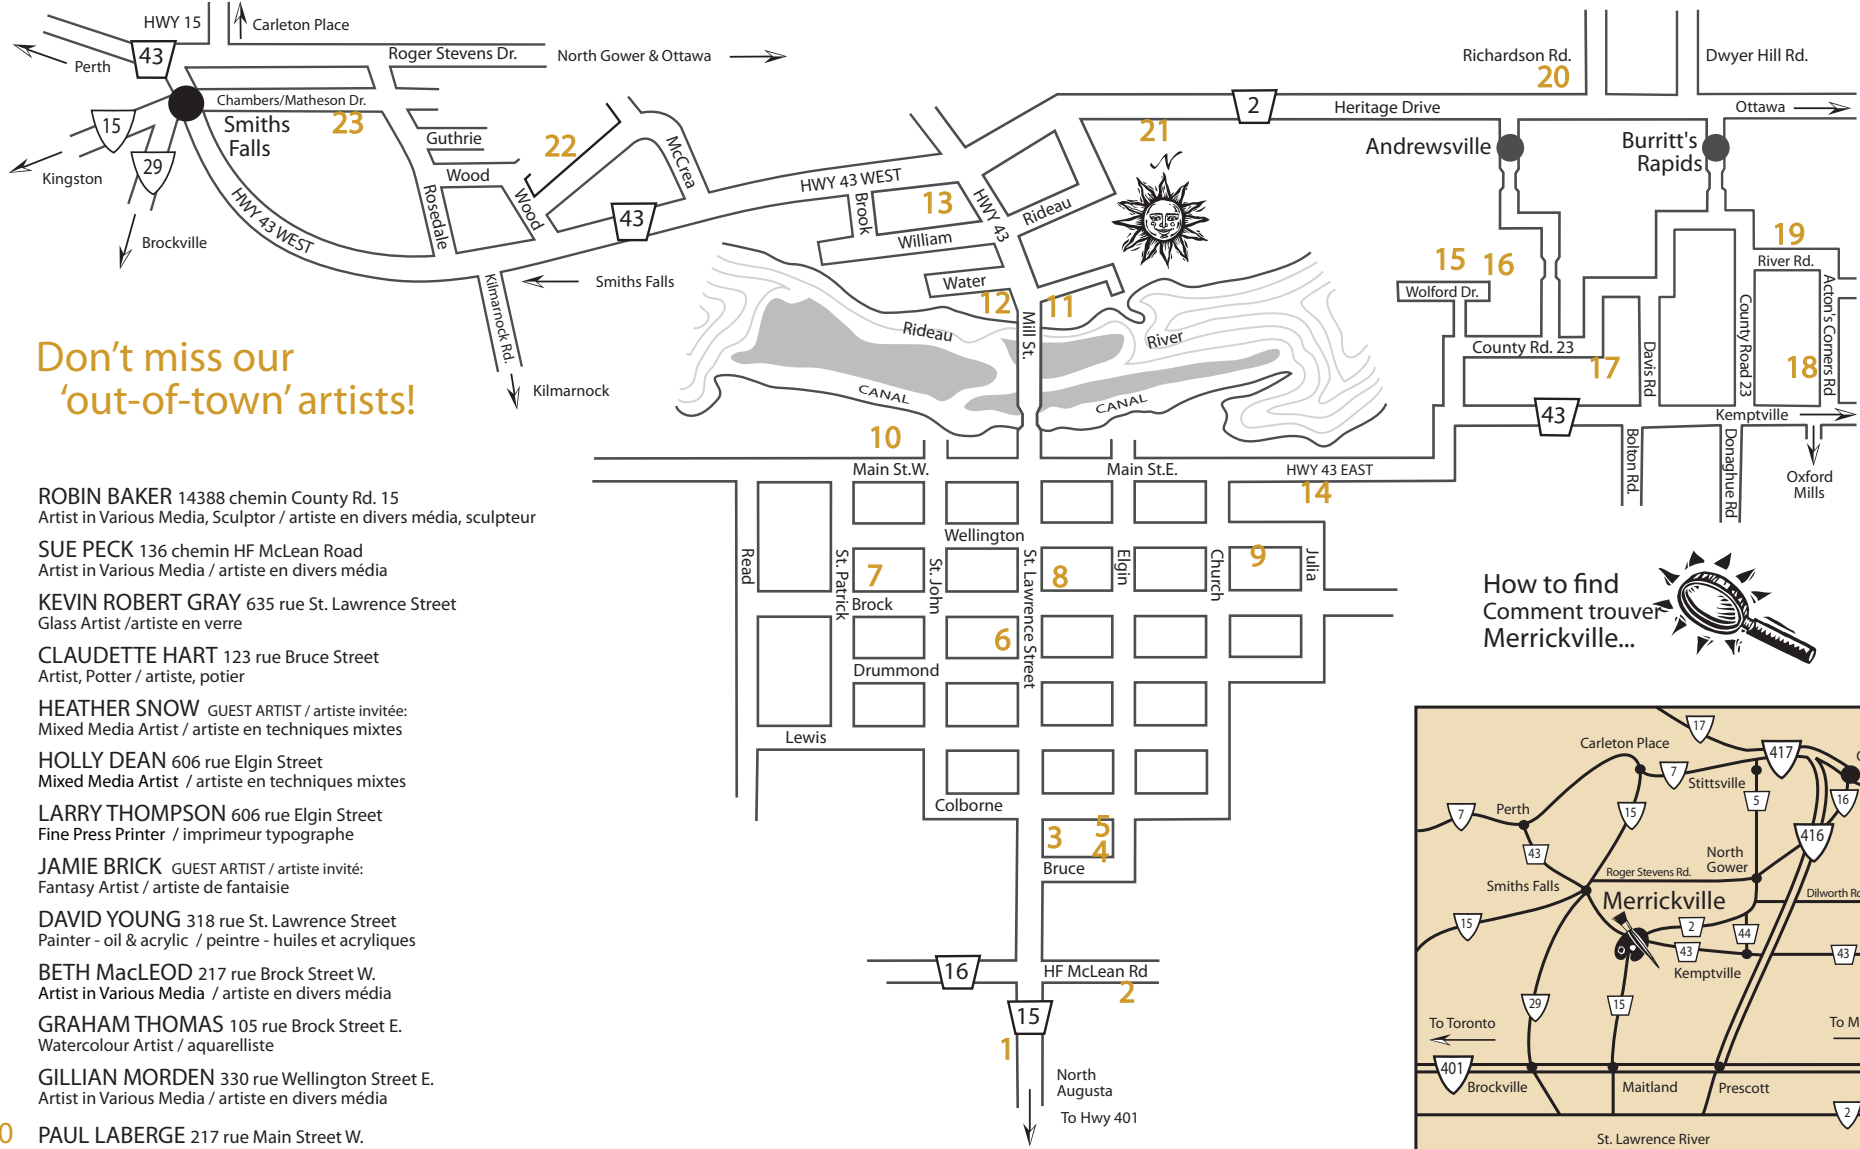 HWY 15
Carleton Place
43
Perth
Roger Stevens Dr.
North Gower & Ottawa
Richardson Rd.
20
Dwyer Hill Rd.
Chambers/Matheson Dr.
23
15
Smiths
Falls
Guthrie
22
29
Kingston
Wood
Wood
McCrea
Rosedale
HWY 43 WEST
43
Brockville
Smiths Falls
Kilmarnock Rd.
Kilmarnock
HWY 43 WEST
Brook
13
William
HWY 43
Rideau
Water
12
11
Mill St.
Rideau
River
CANAL
CANAL
N
21
2
Heritage Drive
Ottawa
Andrewsville
Burritt's
Rapids
15
16
19
River Rd.
Wolford Dr.
County Rd. 23
17
Davis Rd
County Road 23
18
Acton's Corners Rd
43
Kemptville
Bolton Rd.
Donaghue Rd
Oxford
Mills
Don't miss our
'out-of-town' artists!
10
Main St.W.
Main St.E.
HWY 43 EAST
14
Wellington
Read
St. Patrick
7
St. John
St. Lawrence Street
8
Elgin
Church
9
Julia
Brock
6
Drummond
Lewis
Colborne
3
5
4
Bruce
16
HF McLean Rd
2
15
1
North
Augusta
To Hwy 401
ROBIN BAKER 14388 chemin County Rd. 15
Artist in Various Media, Sculptor / artiste en divers média, sculpteur
SUE PECK 136 chemin HF McLean Road
Artist in Various Media / artiste en divers média
KEVIN ROBERT GRAY 635 rue St. Lawrence Street
Glass Artist /artiste en verre
CLAUDETTE HART 123 rue Bruce Street
Artist, Potter / artiste, potier
HEATHER SNOW GUEST ARTIST / artiste invitée:
Mixed Media Artist / artiste en techniques mixtes
HOLLY DEAN 606 rue Elgin Street
Mixed Media Artist / artiste en techniques mixtes
LARRY THOMPSON 606 rue Elgin Street
Fine Press Printer / imprimeur typographe
JAMIE BRICK GUEST ARTIST / artiste invité:
Fantasy Artist / artiste de fantaisie
DAVID YOUNG 318 rue St. Lawrence Street
Painter - oil & acrylic / peintre - huiles et acryliques
BETH MacLEOD 217 rue Brock Street W.
Artist in Various Media / artiste en divers média
GRAHAM THOMAS 105 rue Brock Street E.
Watercolour Artist / aquarelliste
GILLIAN MORDEN 330 rue Wellington Street E.
Artist in Various Media / artiste en divers média
0 PAUL LABERGE 217 rue Main Street W.
How to find
Comment trouver
Merrickville...
17
Carleton Place
417
7
Stittsville
7
Perth
15
5
16
43
416
North
Gower
Smiths Falls
Roger Stevens Rd.
Merrickville
Dilworth Rd
15
2
44
43
43
Kemptville
29
15
To Toronto
To M
401
Brockville
Maitland
Prescott
2
St. Lawrence River